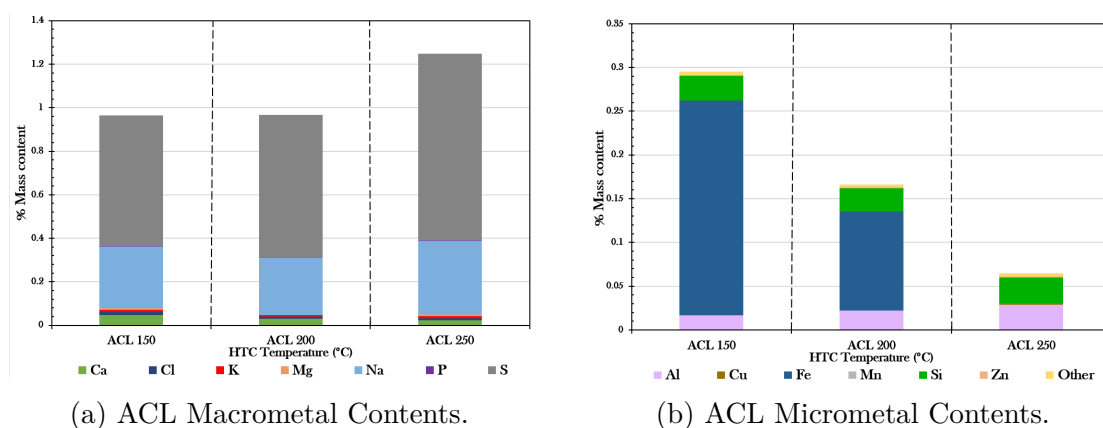 1.4
1.2
1
0.8
0.6
0.4
0.2
0
% Mass content
ACL 150
ACL 200
ACL 250
HTC Temperature (°C)
Ca
Cl
K
Mg
Na
P
S
(a) ACL Macrometal Contents.
0.35
0.3
0.25
0.2
0.15
0.1
0.05
0
% Mass content
ACL 150
ACL 200
ACL 250
HTC Temperature (°C)
Al
Cu
Fe
Mn
Si
Zn
Other
(b) ACL Micrometal Contents.